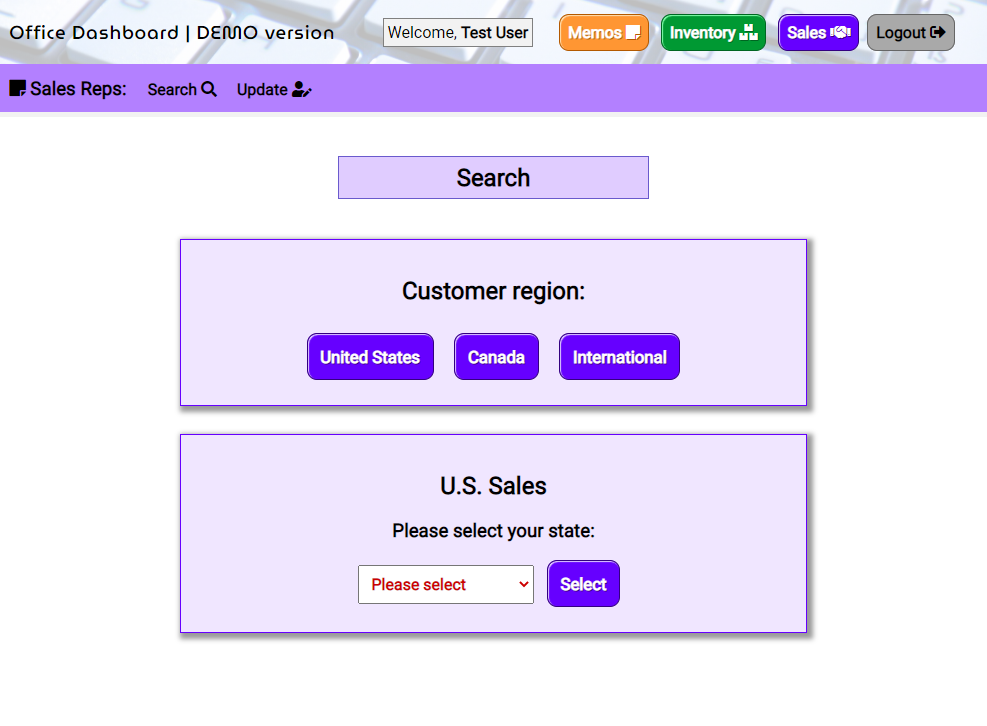 Office Dashboard | DEMO version
Welcome, Test User
Memos
Inventory
Sales
Logout
Sales Reps:
Search
Update
Search
Customer region:
United States
Canada
International
U.S. Sales
Please select your state:
Please select
Select